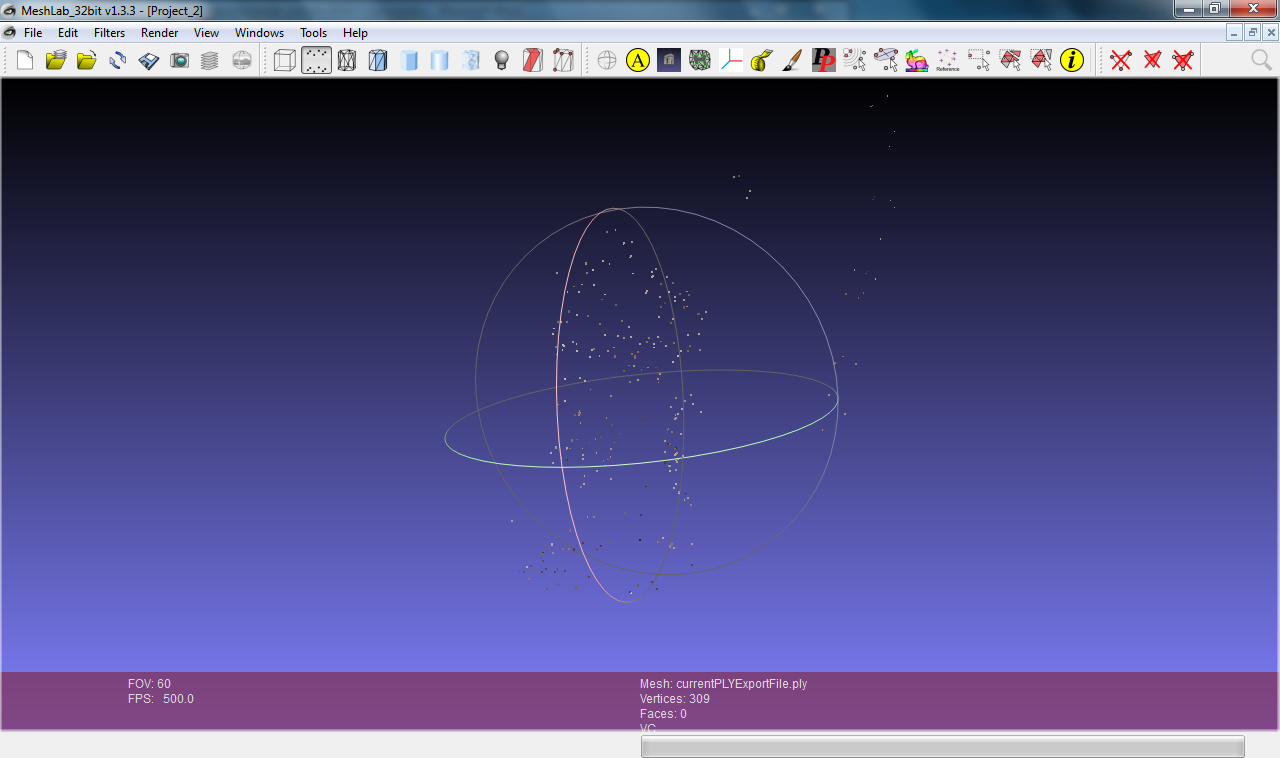 MeshLab_32bit v1.3.3 - [Project_2]
File Edit Filters Render View Windows Tools Help
A PP Reference i
FOV: 60
FPS: 500.0
Mesh: currentPLYExportFile.ply
Vertices: 309
Faces: 0
VC